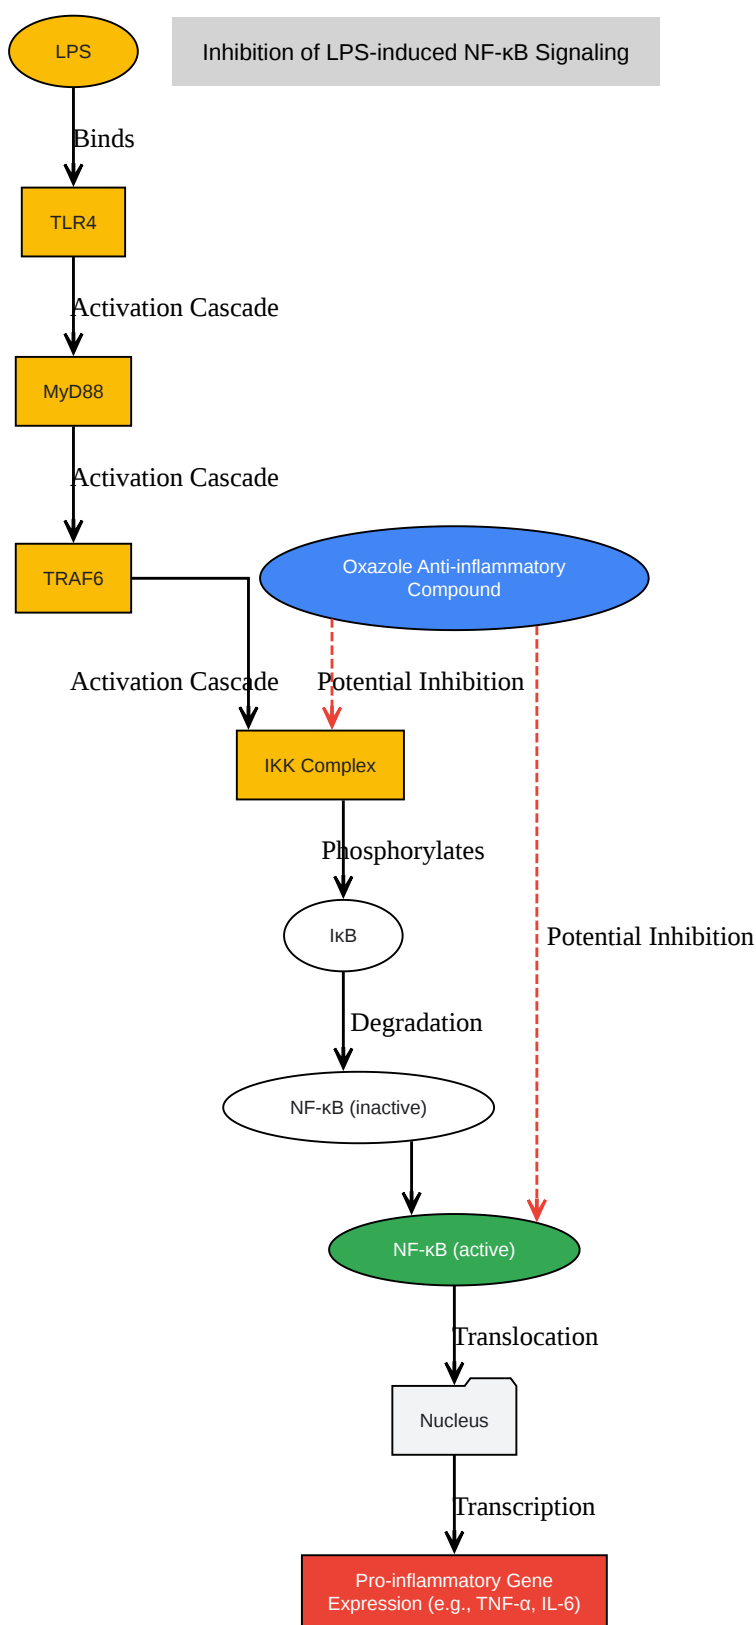 LPS
Inhibition of LPS-induced NF-κB Signaling
Binds
TLR4
Activation Cascade
MyD88
Activation Cascade
TRAF6
Oxazole Anti-inflammatory
Compound
Activation Cascade
Potential Inhibition
IKK Complex
Phosphorylates
IκB
Potential Inhibition
Degradation
NF-κB (inactive)
NF-κB (active)
Translocation
Nucleus
Transcription
Pro-inflammatory Gene
Expression (e.g., TNF-α, IL-6)